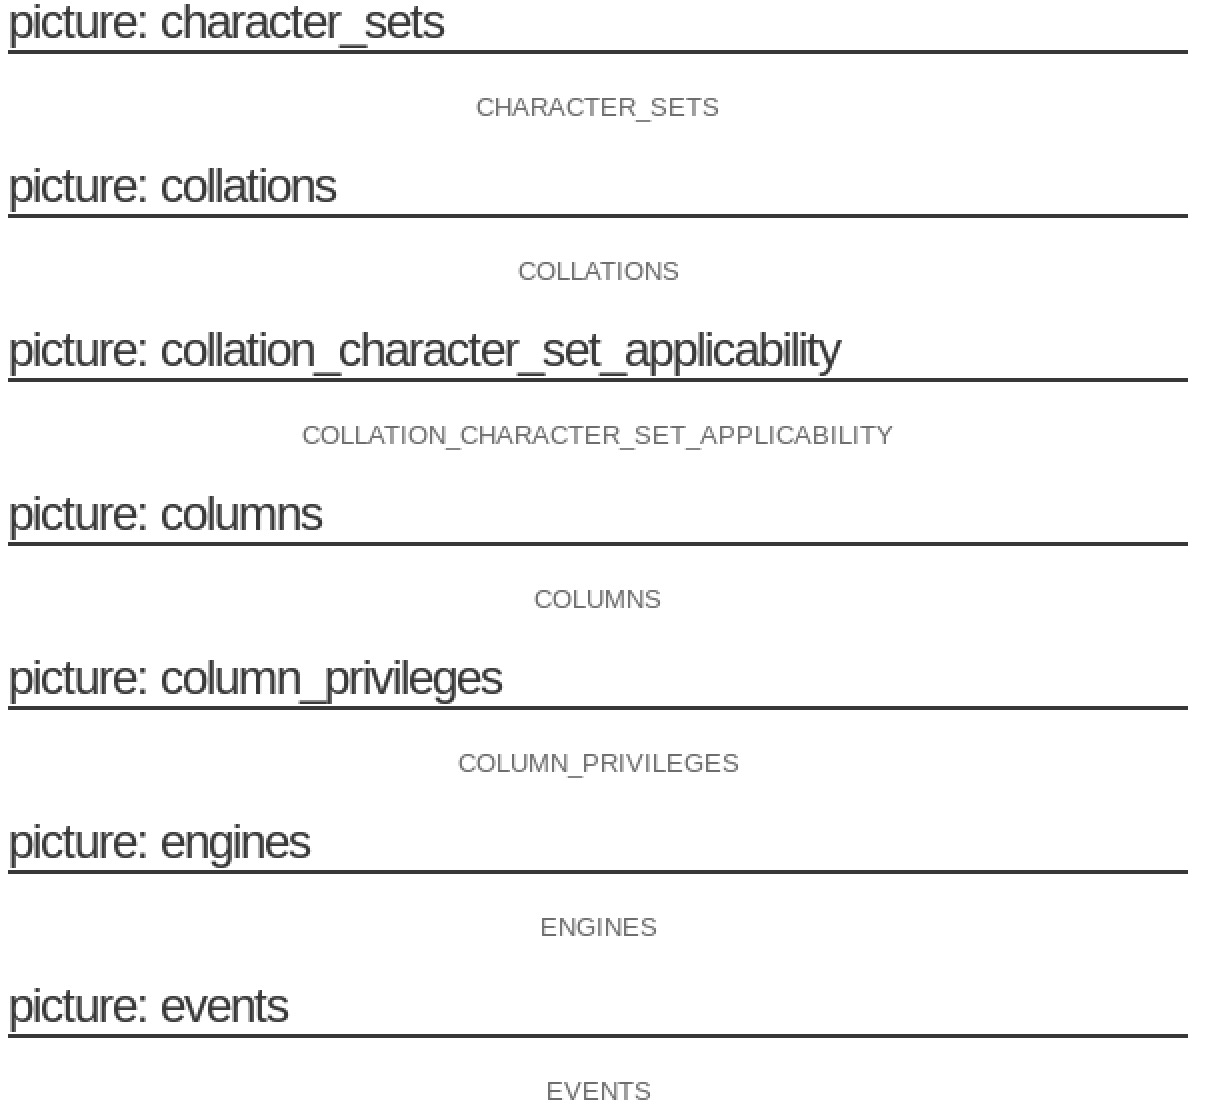 picture: character_sets
CHARACTER_SETS
picture: collations
COLLATIONS
picture: collation_character_set_applicability
COLLATION_CHARACTER_SET_APPLICABILITY
picture: columns
COLUMNS
picture: column_privileges
COLUMN_PRIVILEGES
picture: engines
ENGINES
picture: events
EVENTS